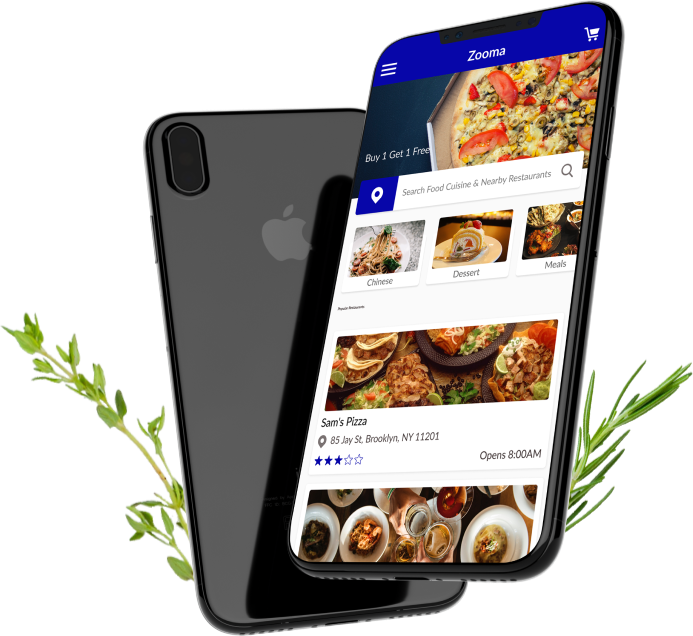 Zooma
Buy 1 Get 1 Free
Search Food Cuisine & Nearby Restaurants
Chinese
Dessert
Meals
Popular Restaurants
Sam's Pizza
85 Jay St, Brooklyn, NY 11201
Opens 8:00AM